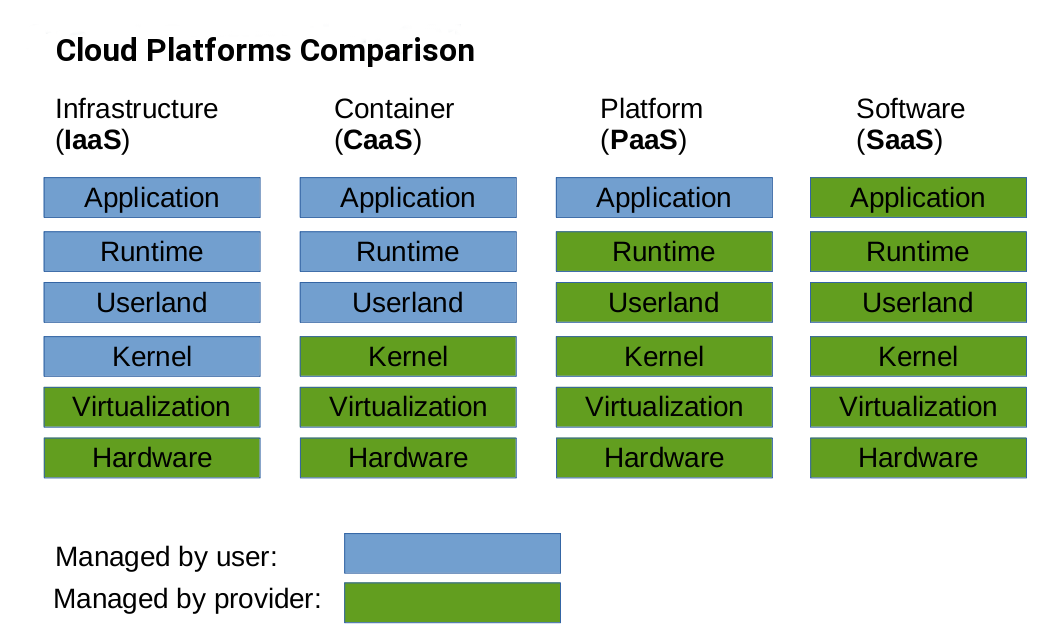 Cloud Platforms Comparison
Infrastructure
(IaaS)
Container
(CaaS)
Platform
(PaaS)
Software
(SaaS)
Application
Application
Application
Application
Runtime
Runtime
Runtime
Runtime
Userland
Userland
Userland
Userland
Kernel
Kernel
Kernel
Kernel
Virtualization
Virtualization
Virtualization
Virtualization
Hardware
Hardware
Hardware
Hardware
Managed by user:
Managed by provider: